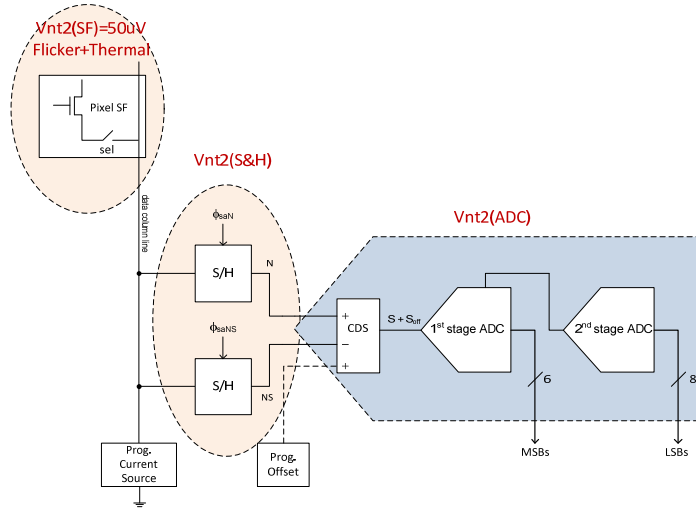 Vnt2(SF)=50uV
Flicker+Thermal
Pixel SF
sel
data column line
Vnt2(S&H)
ϕsaN
S/H
N
ϕsaNS
S/H
NS
Vnt2(ADC)
+
CDS
−
+
S + Soff
1st stage ADC
2nd stage ADC
6
8
MSBs
LSBs
Prog.
Current
Source
Prog.
Offset